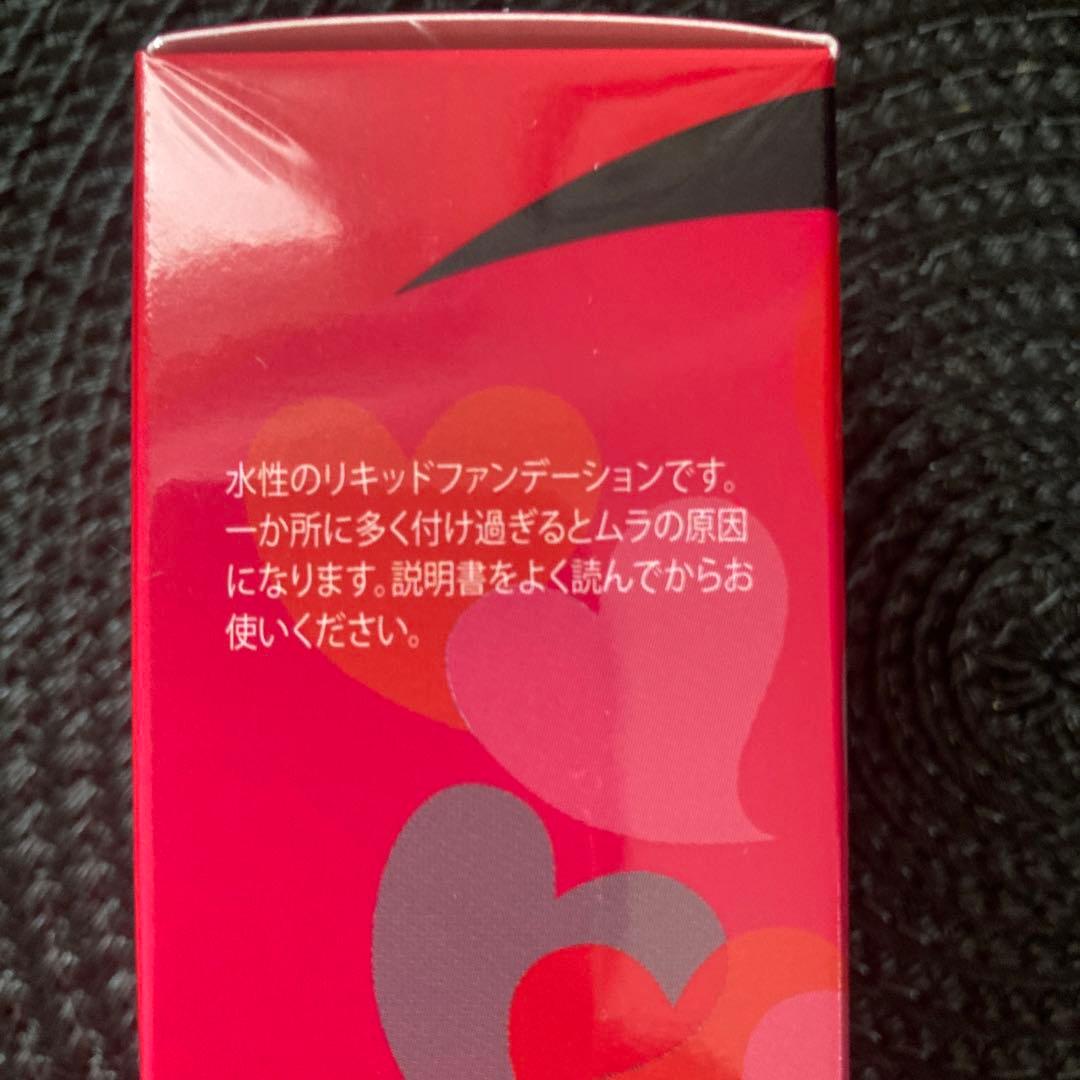 水性のリキッドファンデーションです。
一か所に多く付け過ぎるとムラの原因
になります。説明書をよく読んでからお
使いください。